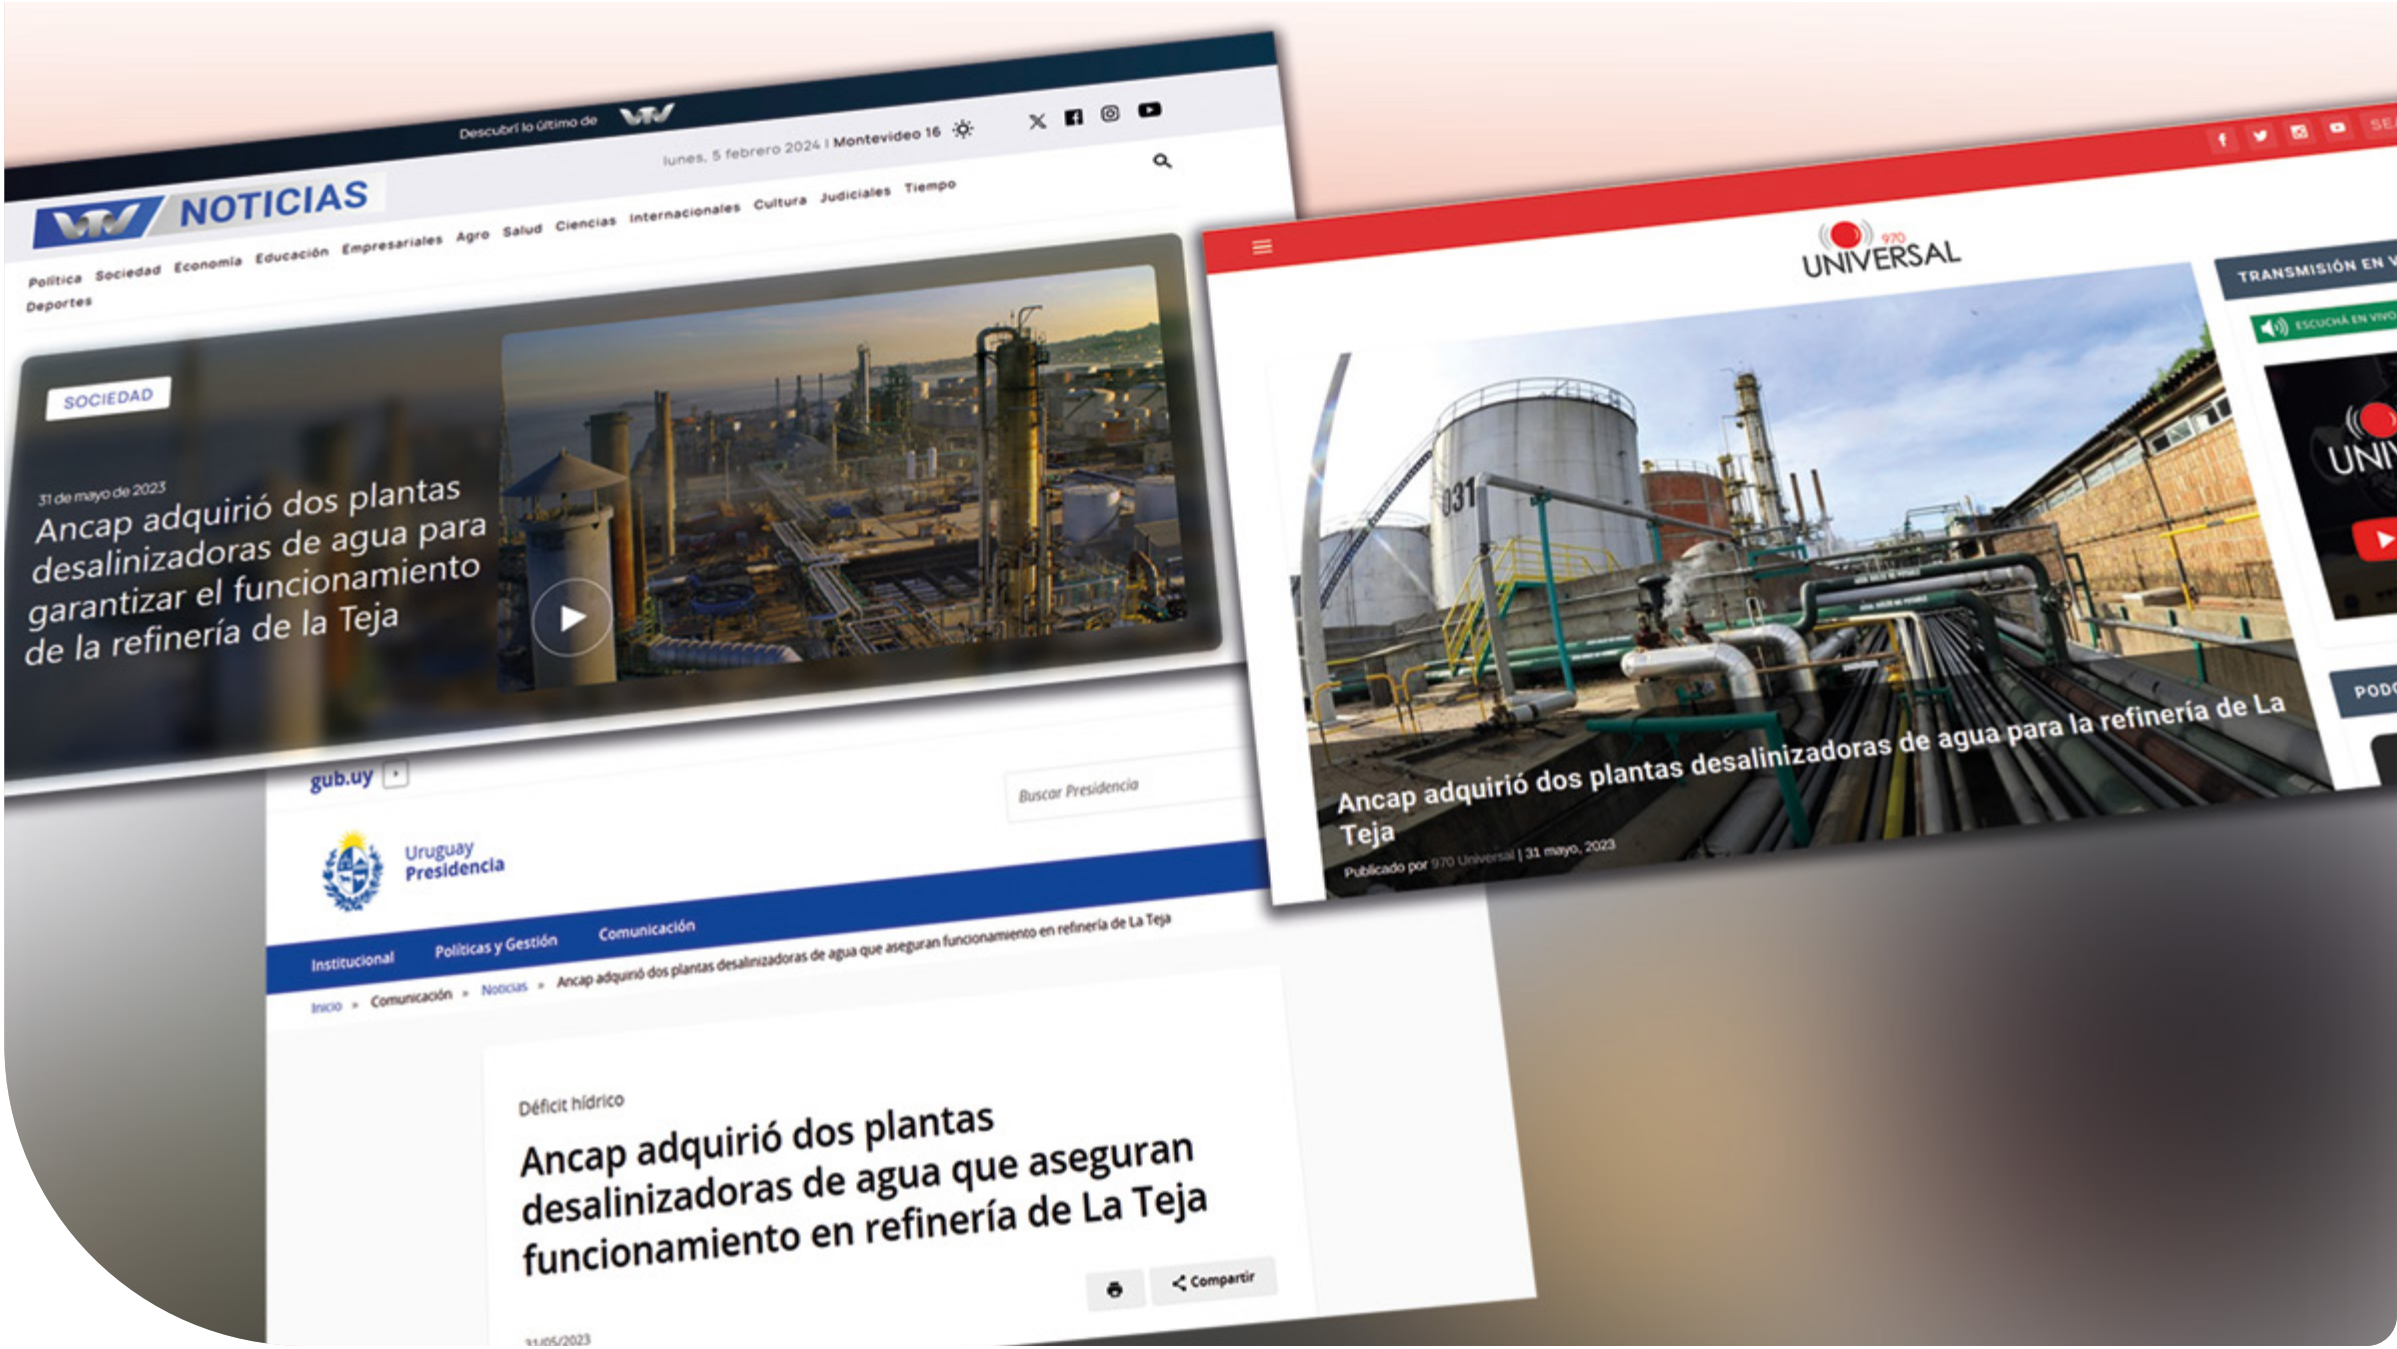 Descubrí lo último de VTV
lunes, 5 febrero 2024 | Montevideo 16
VTV NOTICIAS
Política Sociedad Economía Educación Empresariales Agro Salud Ciencias Internacionales Cultura Judiciales Tiempo
Deportes
SOCIEDAD
31 de mayo de 2023
Ancap adquirió dos plantas
desalinizadoras de agua para
garantizar el funcionamiento
de la refinería de la Teja
970
UNIVERSAL
TRANSMISIÓN EN V
ESCUCHÁ EN VIVO
UNIV
031
Ancap adquirió dos plantas desalinizadoras de agua para la refinería de La
Teja
Publicado por 970 Universal | 31 mayo, 2023
gub.uy
Buscar Presidencia
Uruguay
Presidencia
Institucional Políticas y Gestión Comunicación
Inicio » Comunicación » Noticias » Ancap adquirió dos plantas desalinizadoras de agua que aseguran funcionamiento en refinería de La Teja
Déficit hídrico
Ancap adquirió dos plantas
desalinizadoras de agua que aseguran
funcionamiento en refinería de La Teja
Compartir
31/05/2023